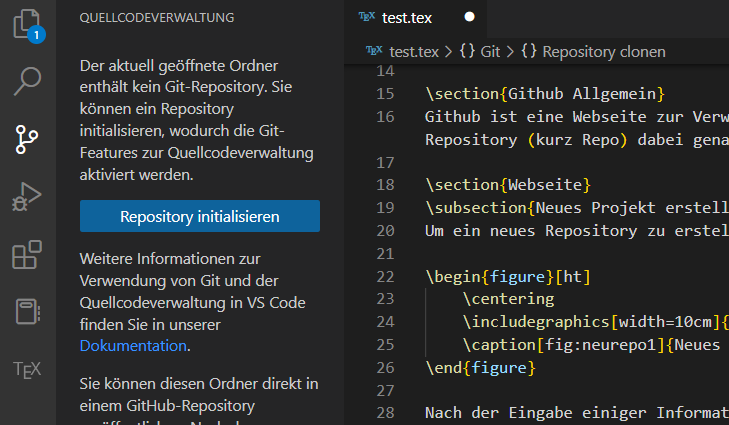 QUELLCODEVERWALTUNG
Der aktuell geöffnete Ordner
enthält kein Git-Repository. Sie
können ein Repository
initialisieren, wodurch die Git-
Features zur Quellcodeverwaltung
aktiviert werden.
Repository initialisieren
Weitere Informationen zur
Verwendung von Git und der
Quellcodeverwaltung in VS Code
finden Sie in unserer
Dokumentation.
Sie können diesen Ordner direkt in
einem GitHub-Repository
1
TEX
TEX test.tex
TEX test.tex > {} Git > Repository clonen
14
15 \section{Github Allgemein}
16 Github ist eine Webseite zur Verw
Repository (kurz Repo) dabei gena
17
18 \section{Webseite}
19 \subsection{Neues Projekt erstell
20 Um ein neues Repository zu erstel
21
22 \begin{figure}[ht]
23 \centering
24 \includegraphics[width=10cm]{
25 \caption[fig:neurepo1]{Neues
26 \end{figure}
27
28 Nach der Eingabe einiger Informat